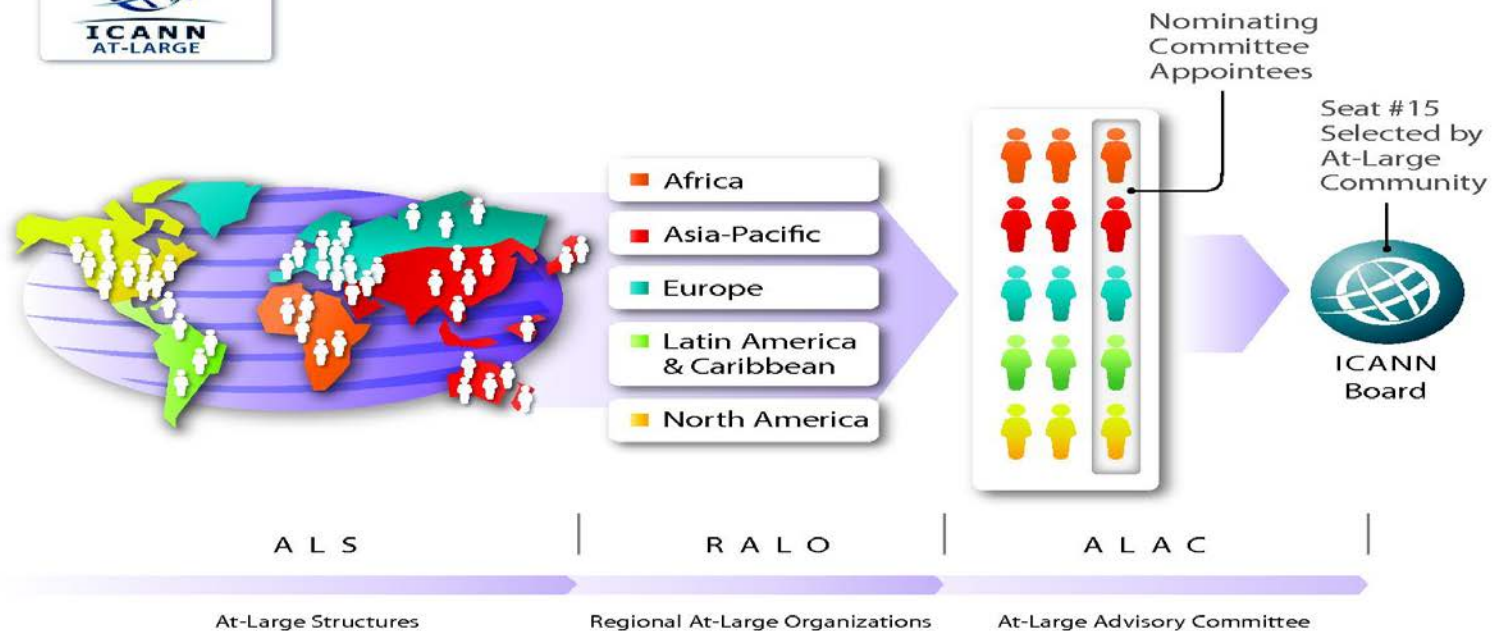 ICANN
AT-LARGE
Nominating
Committee
Appointees
Seat #15
Selected by
At-Large
Community
Africa
Asia-Pacific
Europe
Latin America
& Caribbean
North America
ICANN
Board
ALS
RALO
ALAC
At-Large Structures
Regional At-Large Organizations
At-Large Advisory Committee